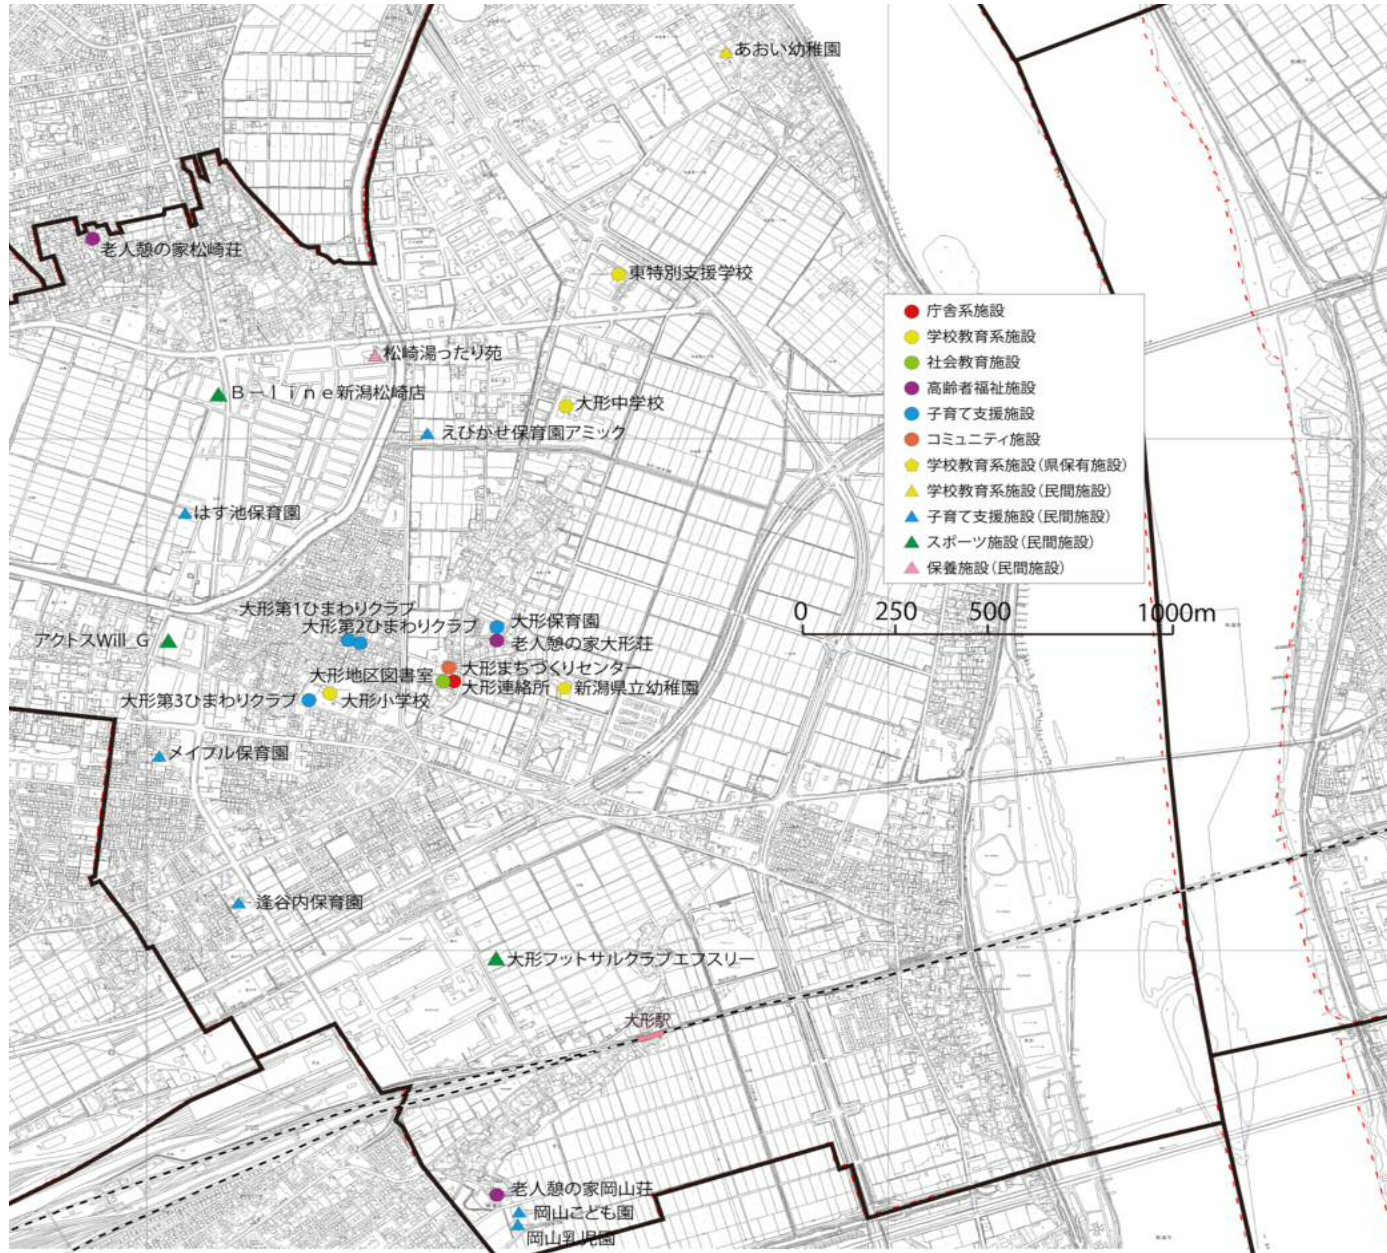 あおい幼稚園
老人憩の家松崎荘
東特別支援学校
庁舎系施設
学校教育系施設
社会教育施設
高齢者福祉施設
子育て支援施設
コミュニティ施設
学校教育系施設(県保有施設)
学校教育系施設(民間施設)
子育て支援施設(民間施設)
スポーツ施設(民間施設)
保養施設(民間施設)
松崎湯ったり苑
B-line新潟松崎店
大形中学校
えびがせ保育園アミック
はす池保育園
0 250 500 1000m
大形第1ひまわりクラブ
大形第2ひまわりクラブ
大形保育園
アクトスWill_G
老人憩の家大形荘
大形まちづくりセンター
大形地区図書室
大形連絡所
新潟県立幼稚園
大形第3ひまわりクラブ
大形小学校
メイプル保育園
逢谷内保育園
大形フットサルクラブエフスリー
大形駅
老人憩の家岡山荘
岡山こども園
岡山乳児園